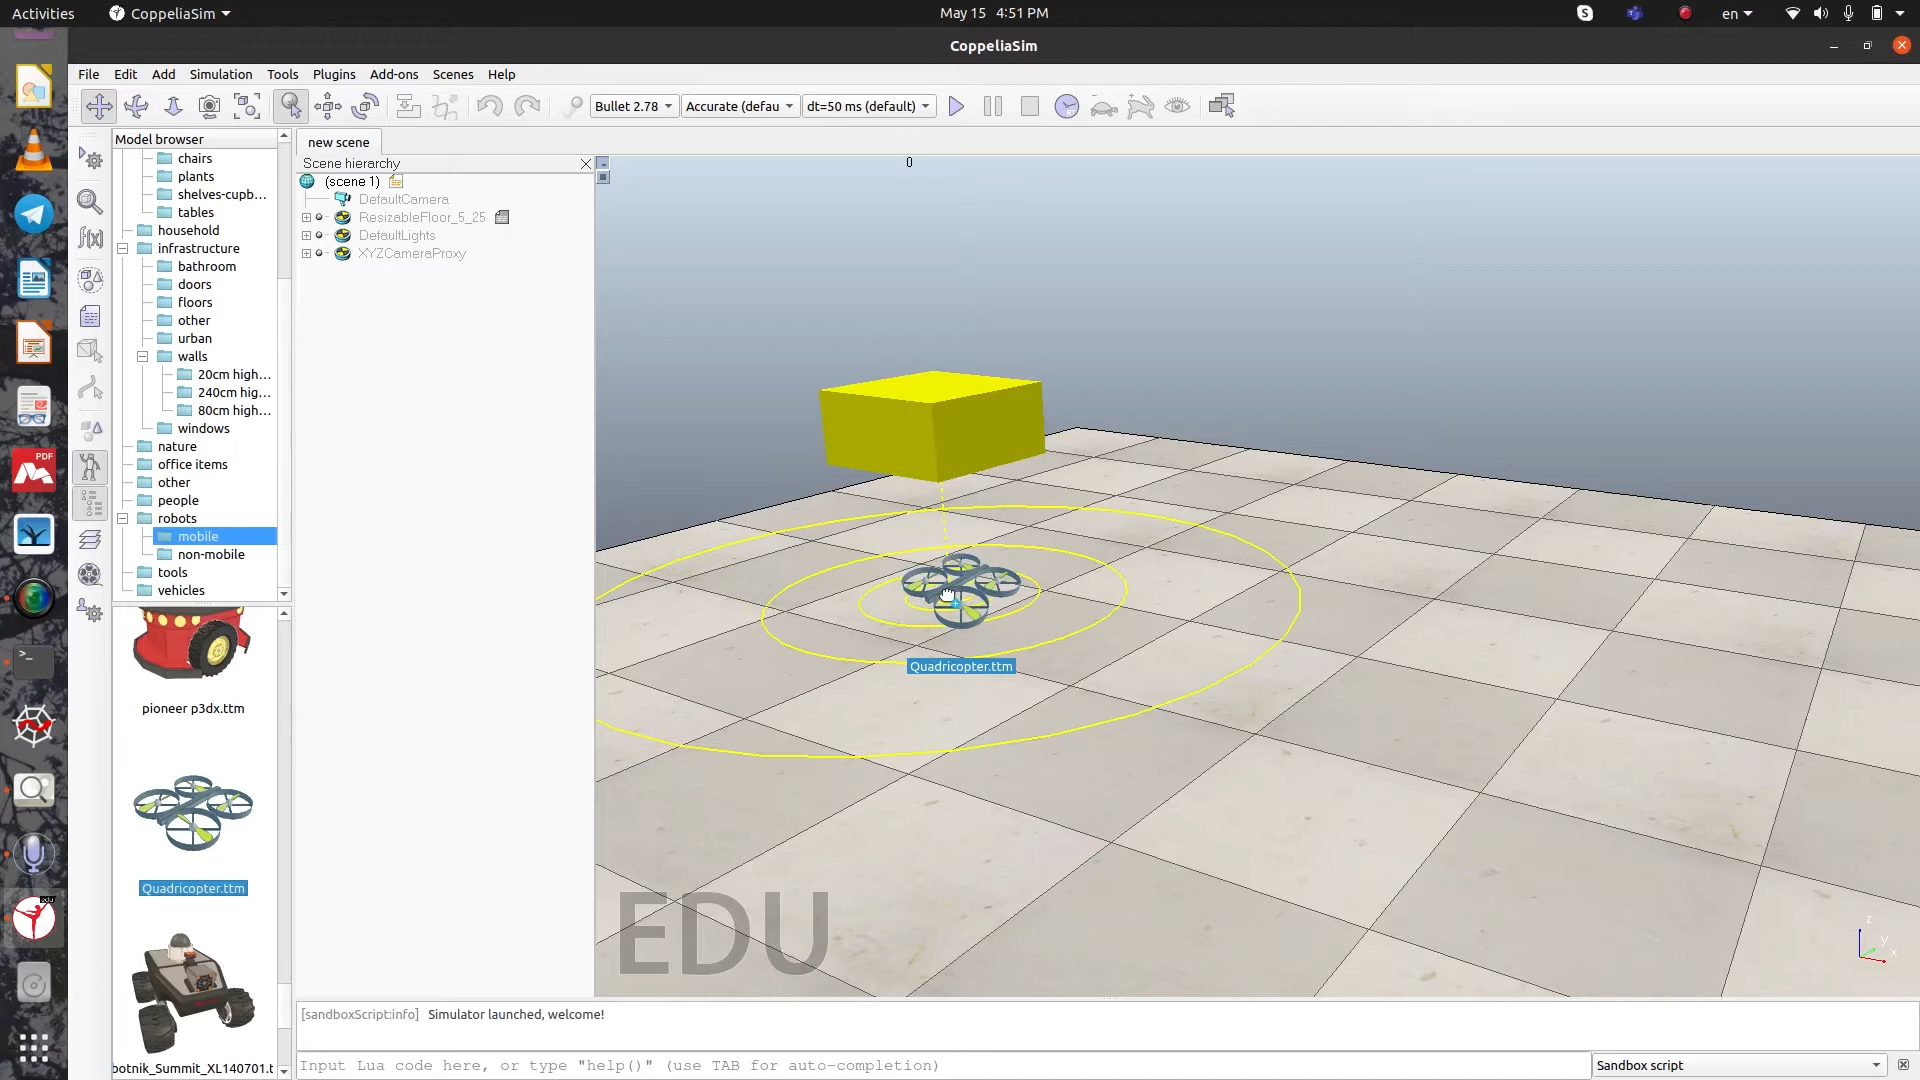 Activities
CoppeliaSim
May 15 4:51 PM
en
CoppeliaSim
File Edit Add Simulation Tools Plugins Add-ons Scenes Help
Bullet 2.78
Accurate (defau
dt=50 ms (default)
Model browser
chairs
plants
shelves-cupb...
tables
household
infrastructure
bathroom
doors
floors
other
urban
walls
20cm high...
240cm hig...
80cm high...
windows
nature
office items
other
people
robots
mobile
non-mobile
tools
vehicles
pioneer p3dx.ttm
Quadricopter.ttm
botnik_Summit_XL140701.t
new scene
Scene hierarchy
(scene 1)
DefaultCamera
ResizableFloor_5_25
DefaultLights
XYZCameraProxy
0
Quadricopter.ttm
EDU
z
y
x
[sandboxScript:info] Simulator launched, welcome!
Input Lua code here, or type "help()" (use TAB for auto-completion)
Sandbox script
PDF
edu